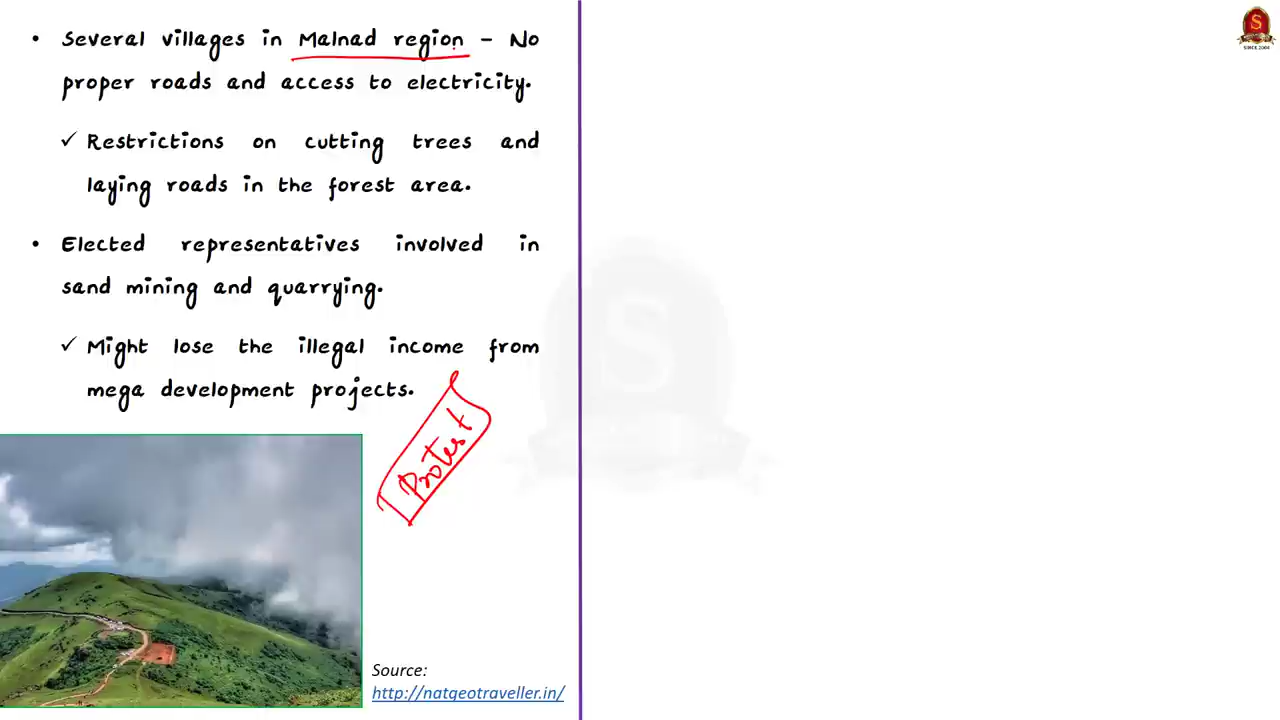 • Several villages in Malnad region - No
proper roads and access to electricity.
✓ Restrictions on cutting trees and
laying roads in the forest area.
• Elected representatives involved in
sand mining and quarrying.
✓ Might lose the illegal income from
mega development projects.
Protest
Source:
http://natgeotraveller.in/
S
SINCE 2004
S